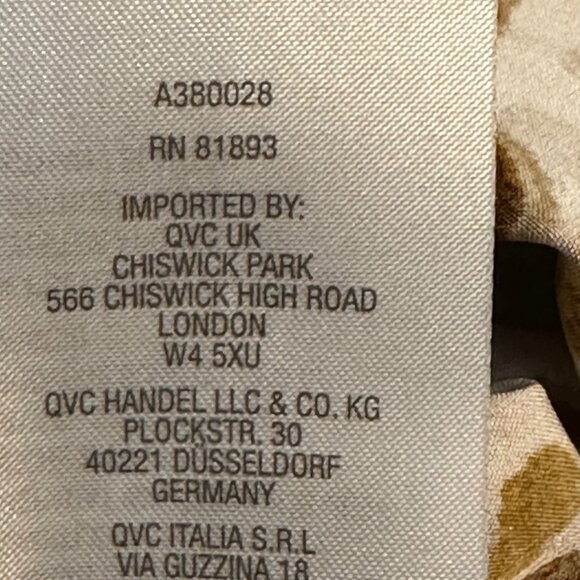 A380028
RN 81893
IMPORTED BY:
QVC UK
CHISWICK PARK
566 CHISWICK HIGH ROAD
LONDON
W4 5XU
QVC HANDEL LLC & CO. KG
PLOCKSTR. 30
40221 DÜSSELDORF
GERMANY
QVC ITALIA S.R.L
VIA GUZZINA 18